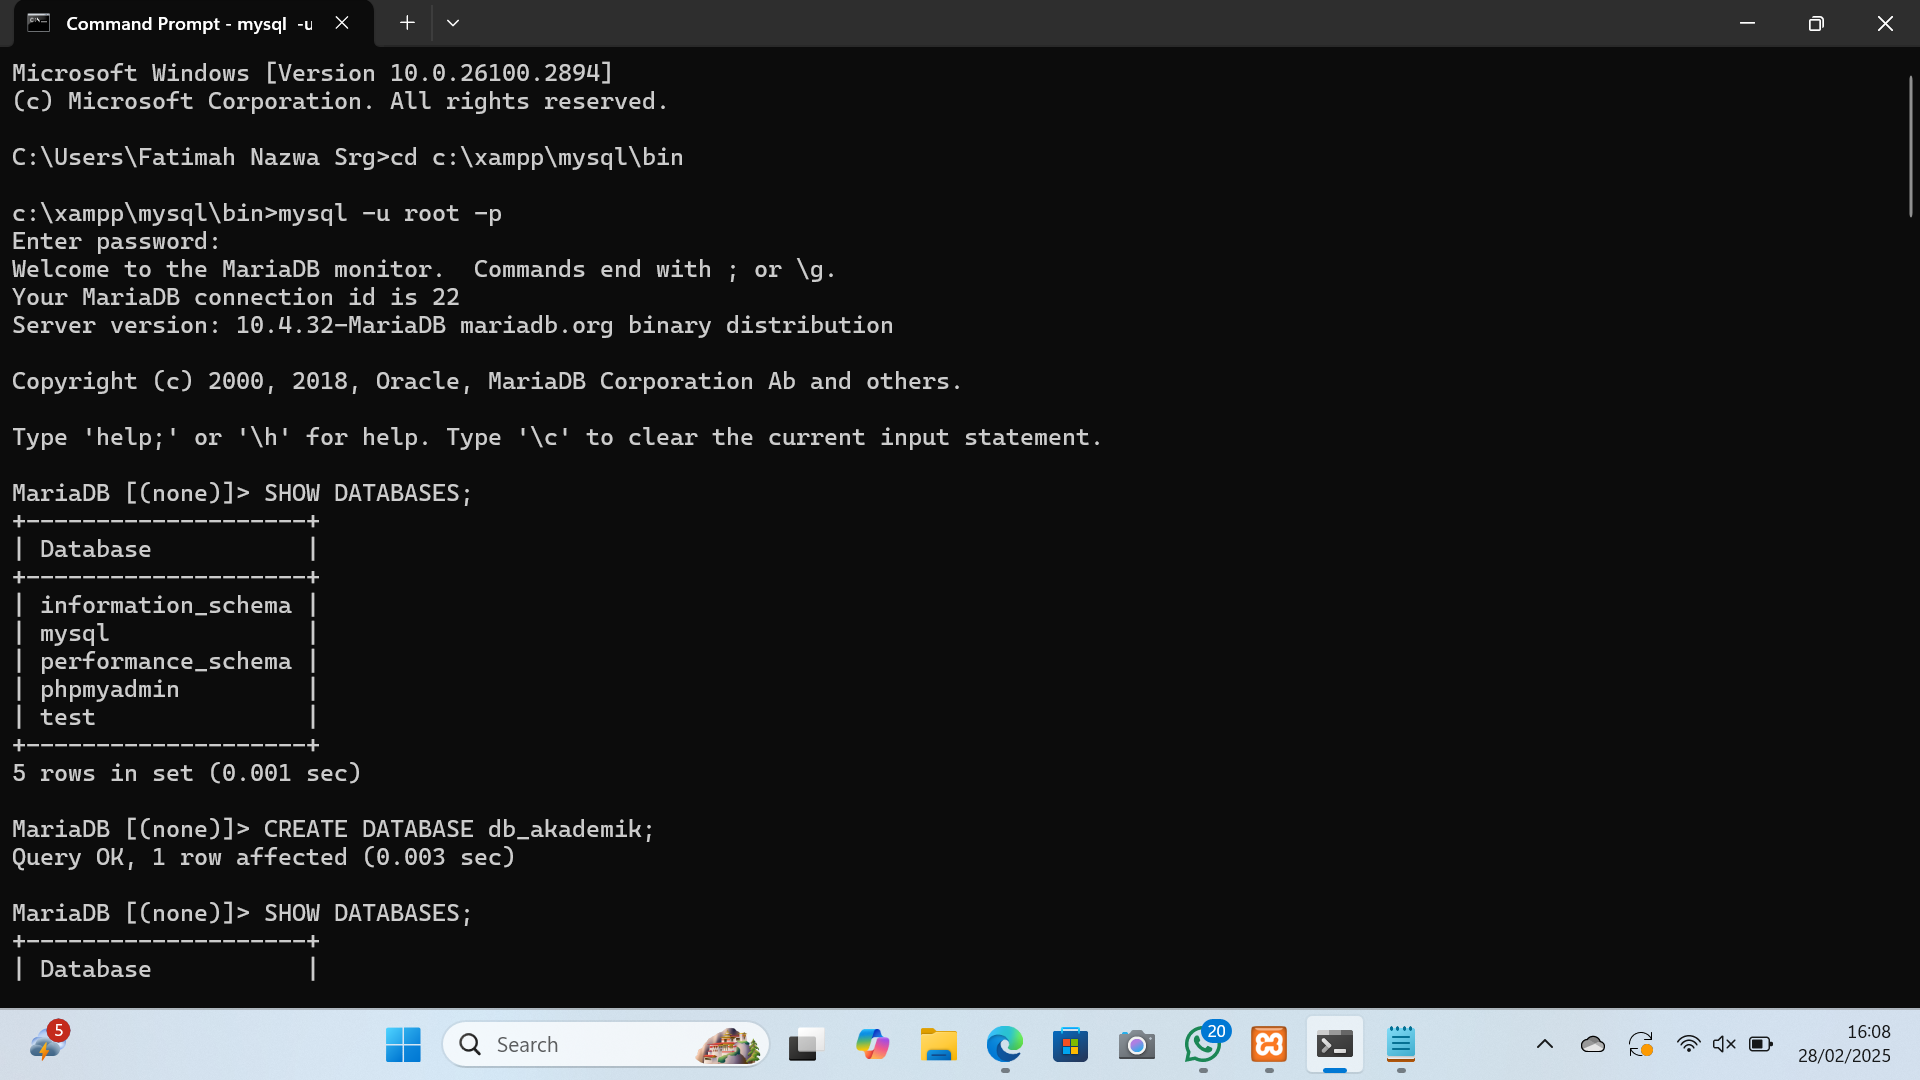 Command Prompt - mysql -u
Microsoft Windows [Version 10.0.26100.2894]
(c) Microsoft Corporation. All rights reserved.
C:\Users\Fatimah Nazwa Srg>cd c:\xampp\mysql\bin
c:\xampp\mysql\bin>mysql -u root -p
Enter password:
Welcome to the MariaDB monitor.  Commands end with ; or \g.
Your MariaDB connection id is 22
Server version: 10.4.32-MariaDB mariadb.org binary distribution
Copyright (c) 2000, 2018, Oracle, MariaDB Corporation Ab and others.
Type 'help;' or '\h' for help. Type '\c' to clear the current input statement.
MariaDB [(none)]> SHOW DATABASES;
+--------------------+
| Database           |
+--------------------+
| information_schema |
| mysql              |
| performance_schema |
| phpmyadmin         |
| test               |
+--------------------+
5 rows in set (0.001 sec)
MariaDB [(none)]> CREATE DATABASE db_akademik;
Query OK, 1 row affected (0.003 sec)
MariaDB [(none)]> SHOW DATABASES;
+--------------------+
| Database           |
5
Search
20
16:08
28/02/2025